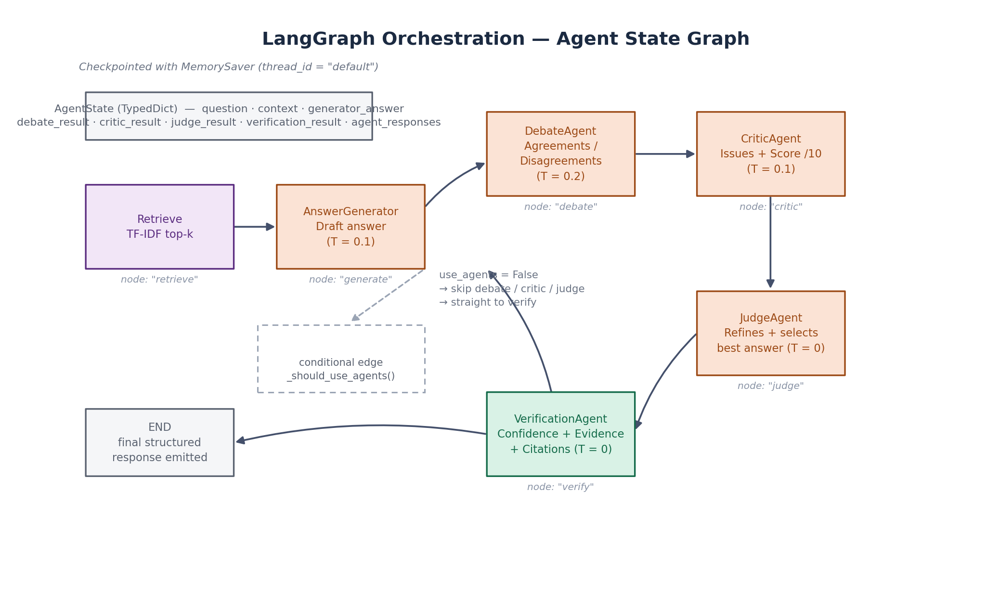 LangGraph Orchestration — Agent State Graph
Checkpointed with MemorySaver (thread_id = "default")
AgentState (TypedDict)  —  question · context · generator_answer
debate_result · critic_result · judge_result · verification_result · agent_responses
DebateAgent
Agreements /
Disagreements
(T = 0.2)
node: "debate"
CriticAgent
Issues + Score /10
(T = 0.1)
node: "critic"
Retrieve
TF-IDF top-k
node: "retrieve"
AnswerGenerator
Draft answer
(T = 0.1)
node: "generate"
use_agents = False
→ skip debate / critic / judge
→ straight to verify
conditional edge
_should_use_agents()
JudgeAgent
Refines + selects
best answer (T = 0)
node: "judge"
VerificationAgent
Confidence + Evidence
+ Citations (T = 0)
node: "verify"
END
final structured
response emitted